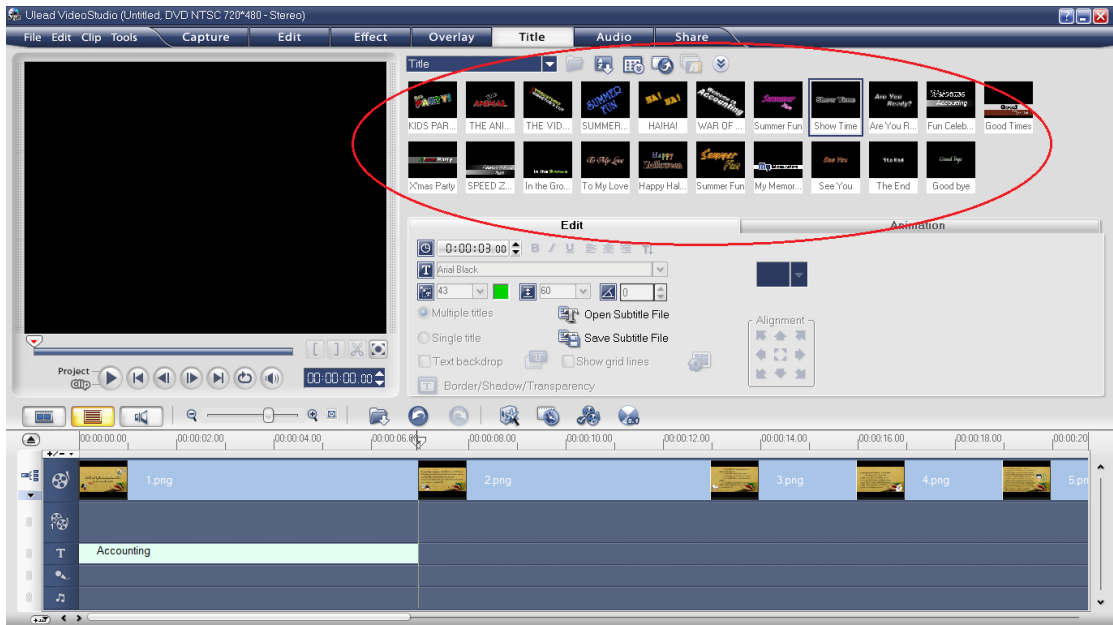 Ulead VideoStudio (Untitled, DVD NTSC 720*480 - Stereo)
File Edit Clip Tools Capture Edit Effect Overlay Title Audio Share
Title
KIDS PAR... THE ANI... THE VID... SUMMER... HA!HA! WAR OF ... Summer Fun Show Time Are You R... Fun Celeb... Good Times
X'mas Party SPEED Z... In the Gro... To My Love Happy Hal... Summer Fun My Memor... See You The End Good bye
Edit Animation
0:00:03.00 B I U
T Arial Black
43 60 0
Multiple titles Open Subtitle File
Alignment
Single title Save Subtitle File
Text backdrop Show grid lines
T Border/Shadow/Transparency
Project
Clip 00:00:00.00
00:00:00.00 00:00:02.00 00:00:04.00 00:00:06.00 00:00:08.00 00:00:10.00 00:00:12.00 00:00:14.00 00:00:16.00 00:00:18.00 00:00:20
1.png 2.png 3.png 4.png 5.pn
T Accounting